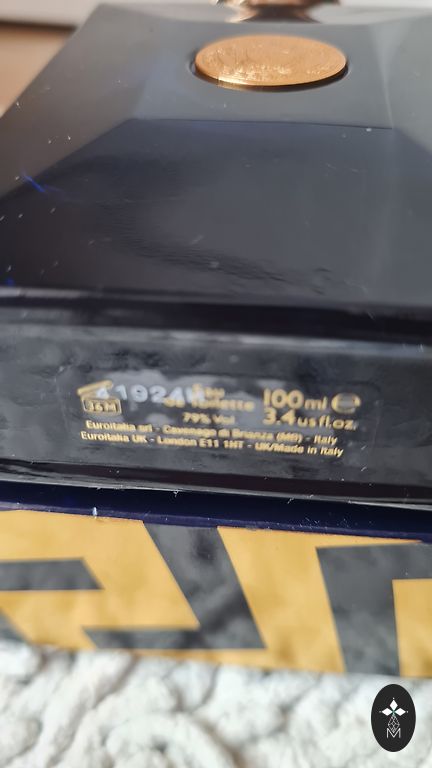 36M
Eau
de Toilette
79% Vol
100 ml e
3.4 us fl.oz.
Euroitalia srl - Cavenago di Brianza (MB) - Italy
Euroitalia UK - London E11 1HT - UK/Made in Italy
M